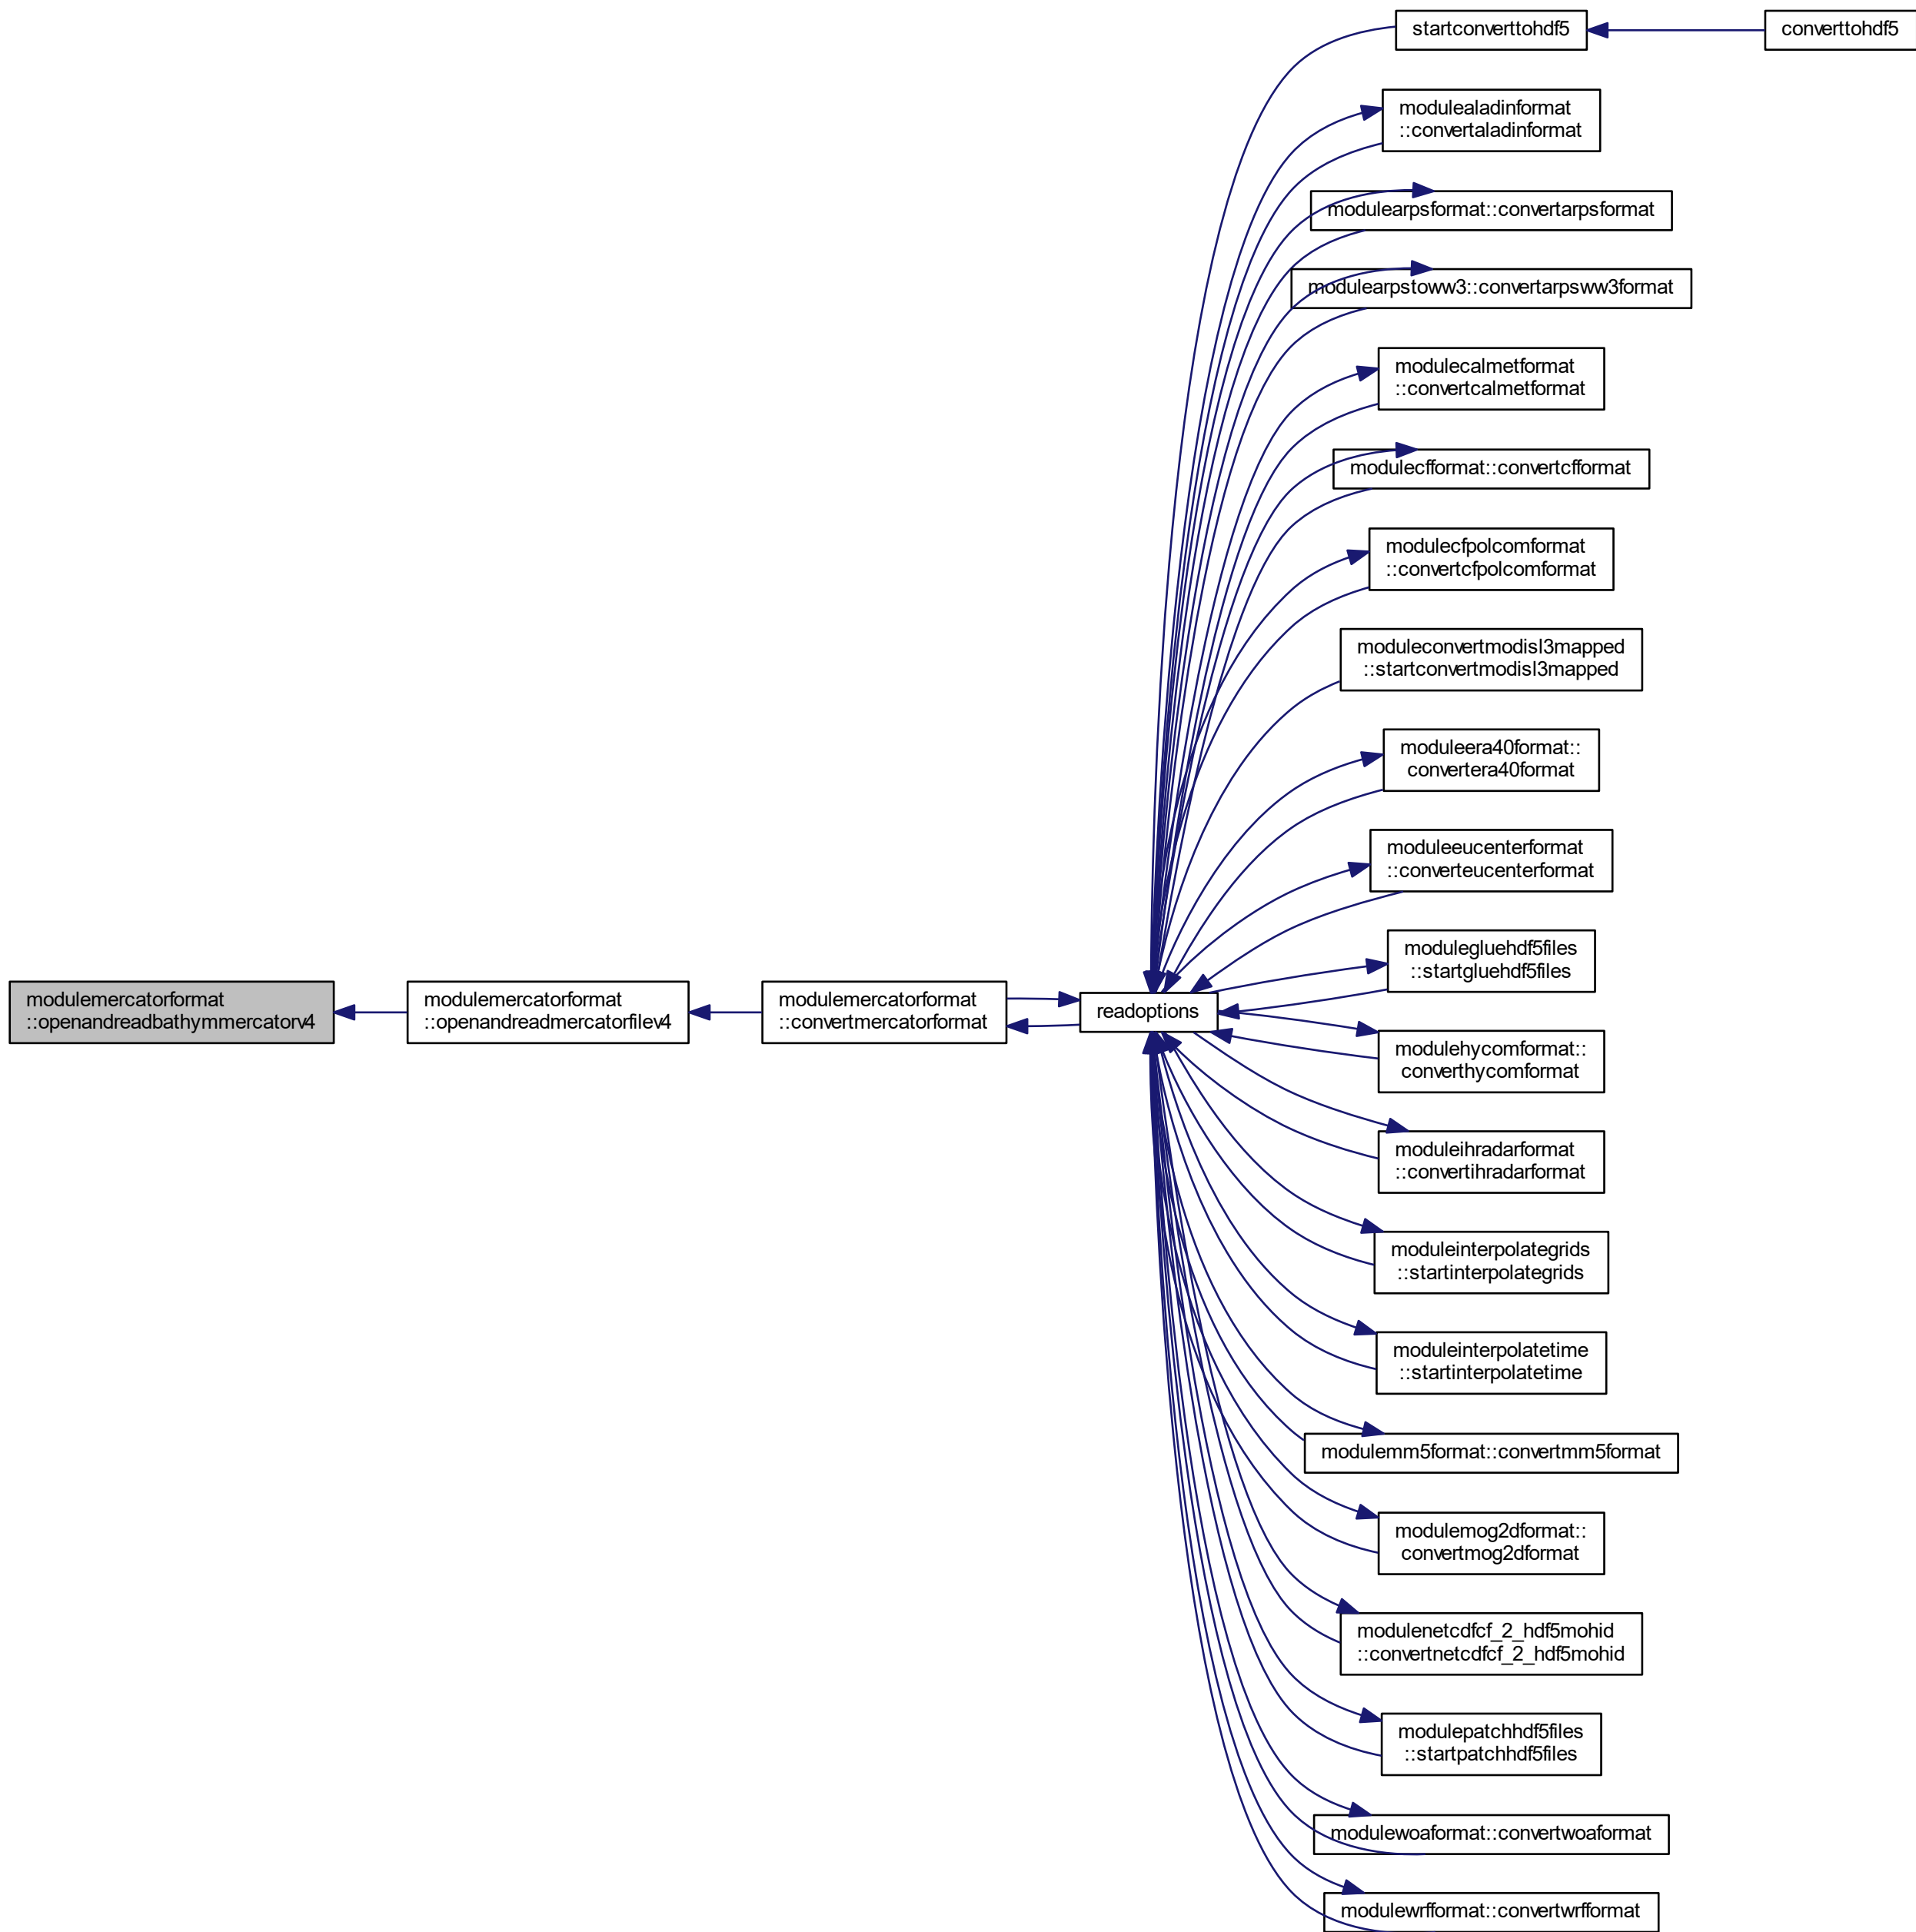 startconverttohdf5
converttohdf5
modulealadinformat
::convertaladinformat
modulearpsformat::convertarpsformat
modulearpstoww3::convertarpsww3format
modulecalmetformat
::convertcalmetformat
modulecfformat::convertcfformat
modulecfpolcomformat
::convertcfpolcomformat
moduleconvertmodisl3mapped
::startconvertmodisl3mapped
moduleera40format::
convertera40format
moduleeucenterformat
::converteucenterformat
modulegluehdf5files
::startgluehdf5files
modulemercatorformat
::openandreadbathymmercatorv4
modulemercatorformat
::openandreadmercatorfilev4
modulemercatorformat
::convertmercatorformat
readoptions
modulehycomformat::
converthycomformat
moduleihradarformat
::convertihradarformat
moduleinterpolategrids
::startinterpolategrids
moduleinterpolatetime
::startinterpolatetime
modulemm5format::convertmm5format
modulemog2dformat::
convertmog2dformat
modulenetcdfcf_2_hdf5mohid
::convertnetcdfcf_2_hdf5mohid
modulepatchhdf5files
::startpatchhdf5files
modulewoaformat::convertwoaformat
modulewrfformat::convertwrfformat